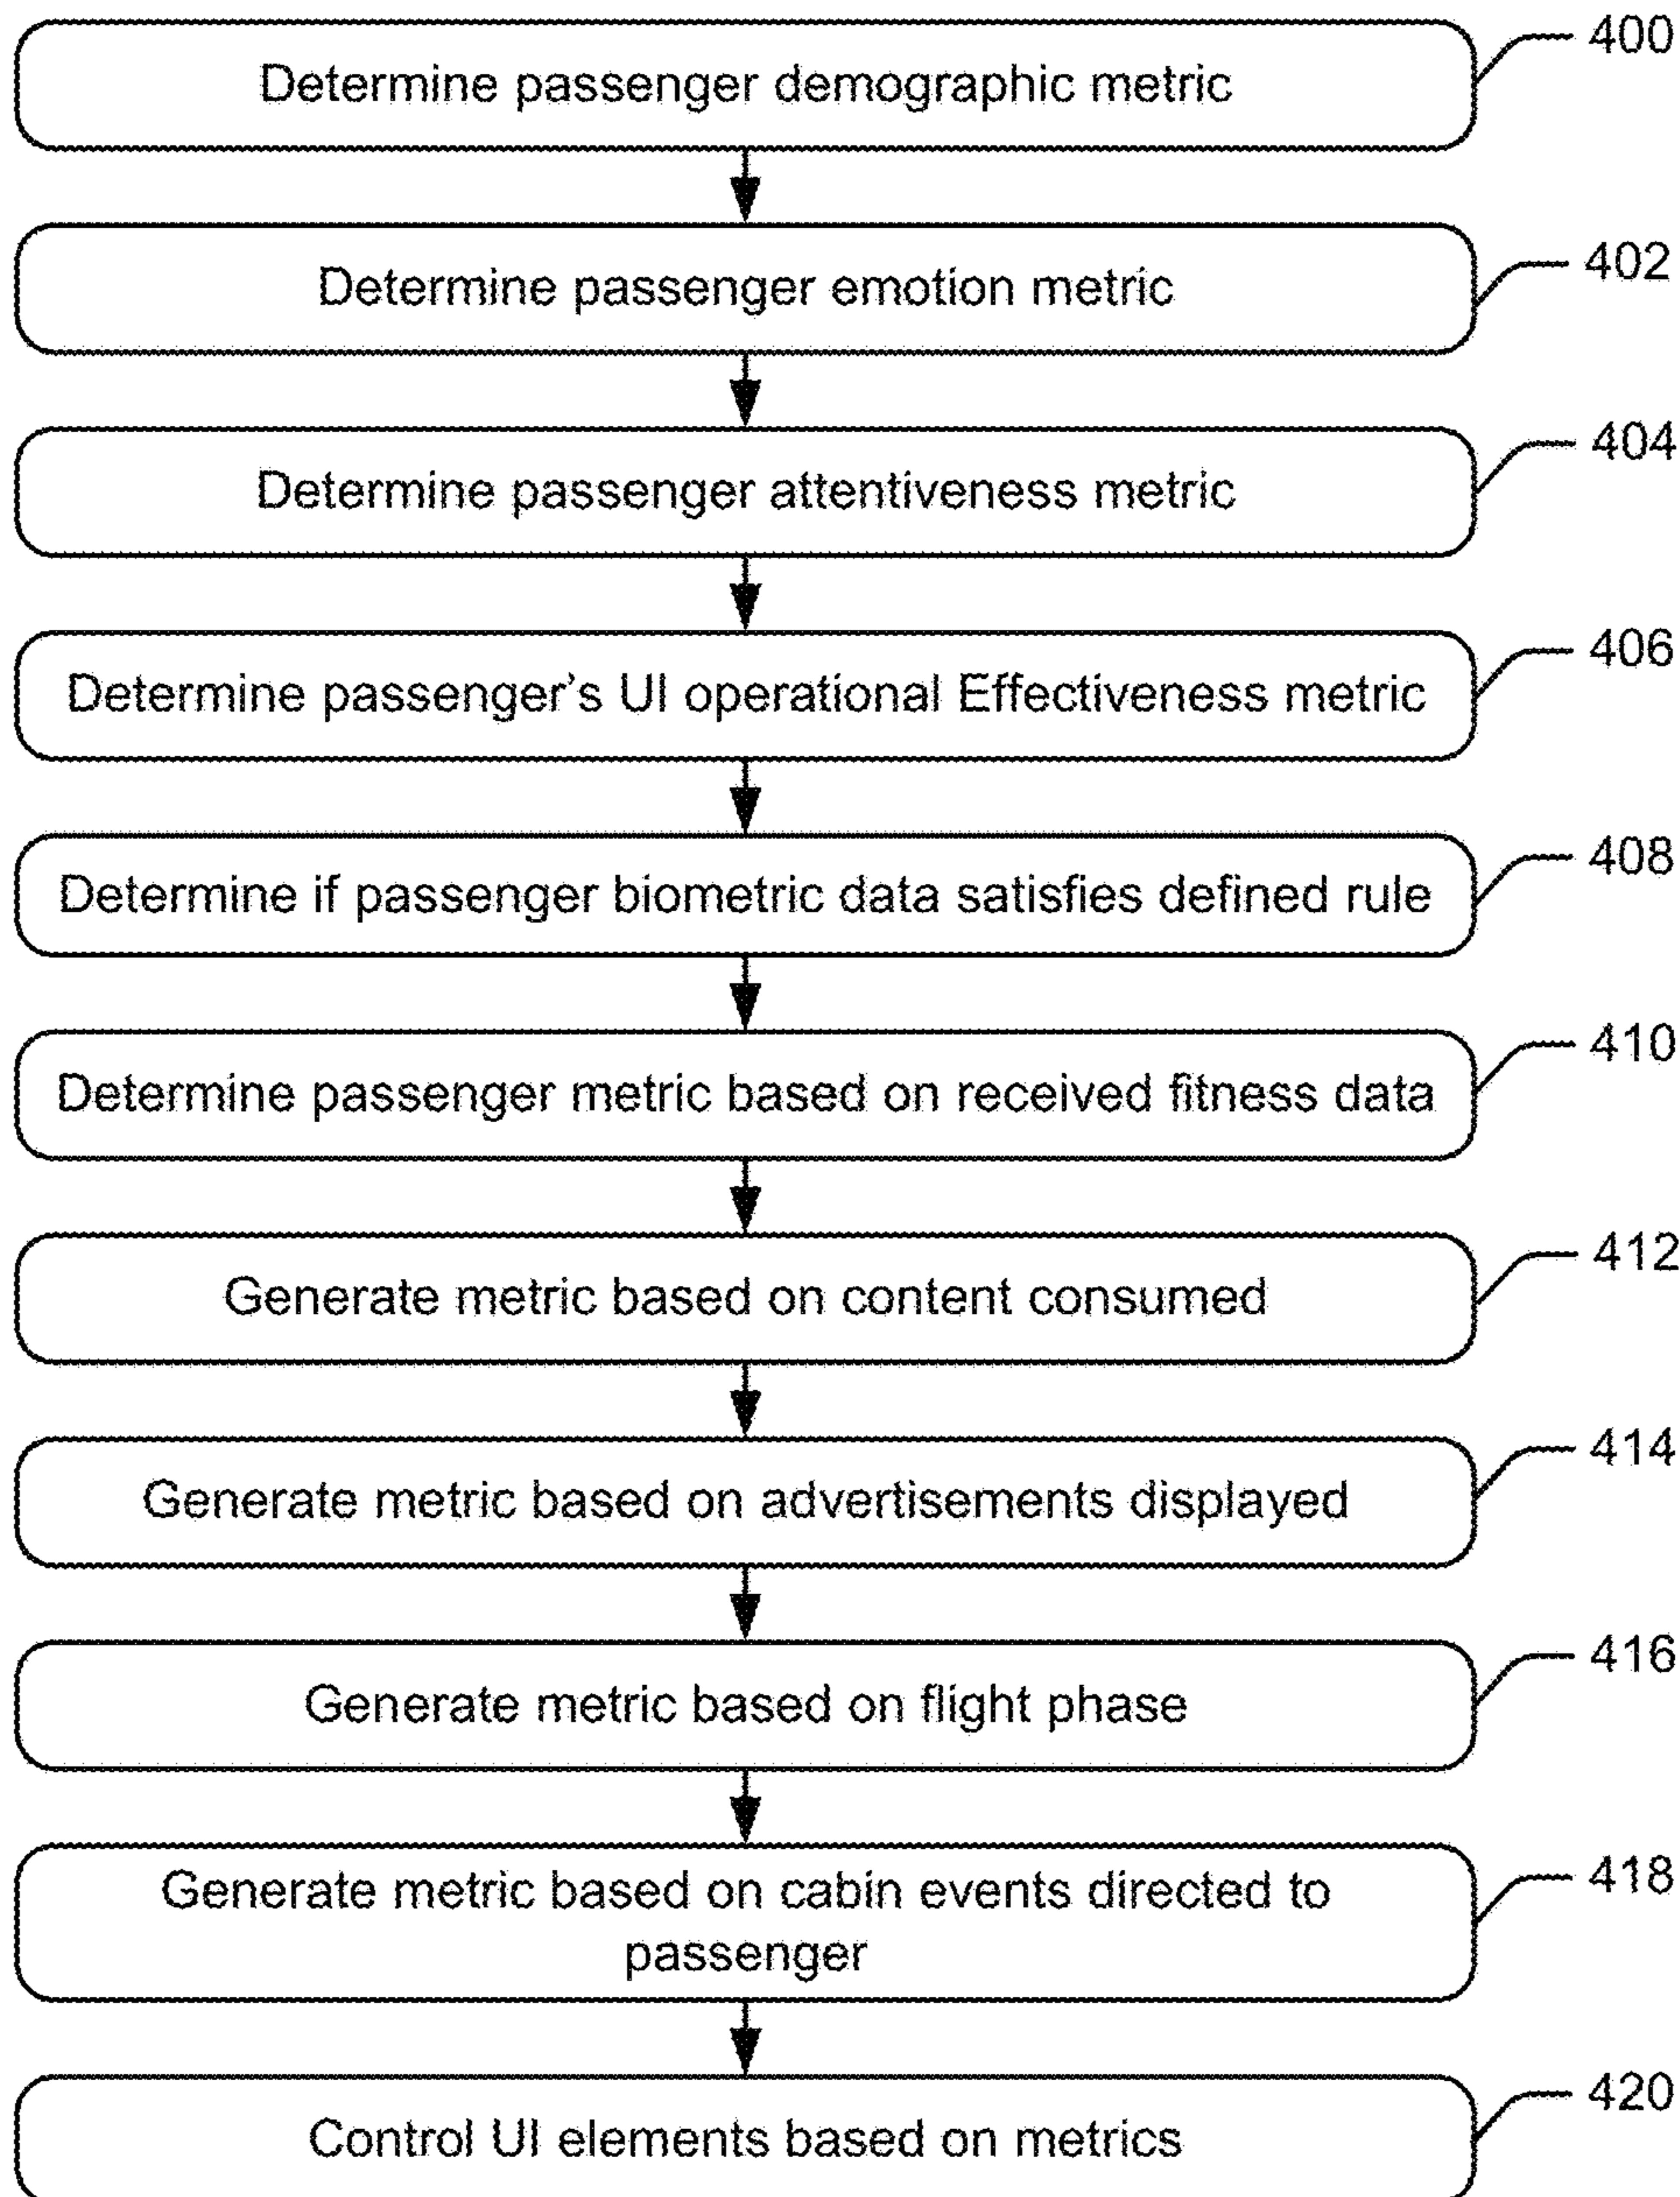 Determine passenger demographic metric
400
Determine passenger emotion metric
402
Determine passenger attentiveness metric
404
Determine passenger's UI operational Effectiveness metric
406
Determine if passenger biometric data satisfies defined rule
408
Determine passenger metric based on received fitness data
410
Generate metric based on content consumed
412
Generate metric based on advertisements displayed
414
Generate metric based on flight phase
416
Generate metric based on cabin events directed to
passenger
418
Control UI elements based on metrics
420